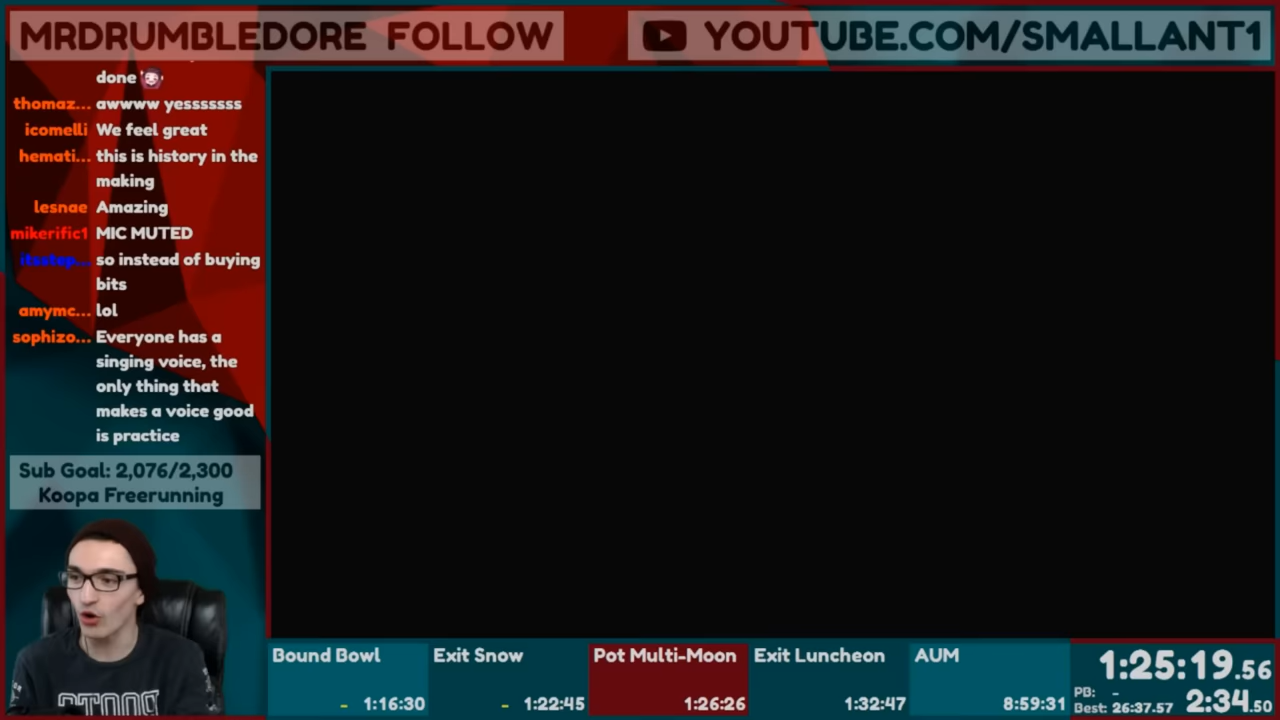 MRDRUMBLEDORE FOLLOW
YOUTUBE.COM/SMALLANT1
done
thomaz... awwww yesssssss
icomelli We feel great
hemati... this is history in the
making
lesnae Amazing
mikerific1 MIC MUTED
so instead of buying
bits
amymc... lol
sophizo... Everyone has a
singing voice, the
only thing that
makes a voice good
is practice
Sub Goal: 2,076/2,300
Koopa Freerunning
Bound Bowl
- 1:16:30
Exit Snow
- 1:22:45
Pot Multi-Moon
1:26:26
Exit Luncheon
1:32:47
AUM
8:59:31
1:25:19.56
PB: -
Best: 26:37.57
2:34.50